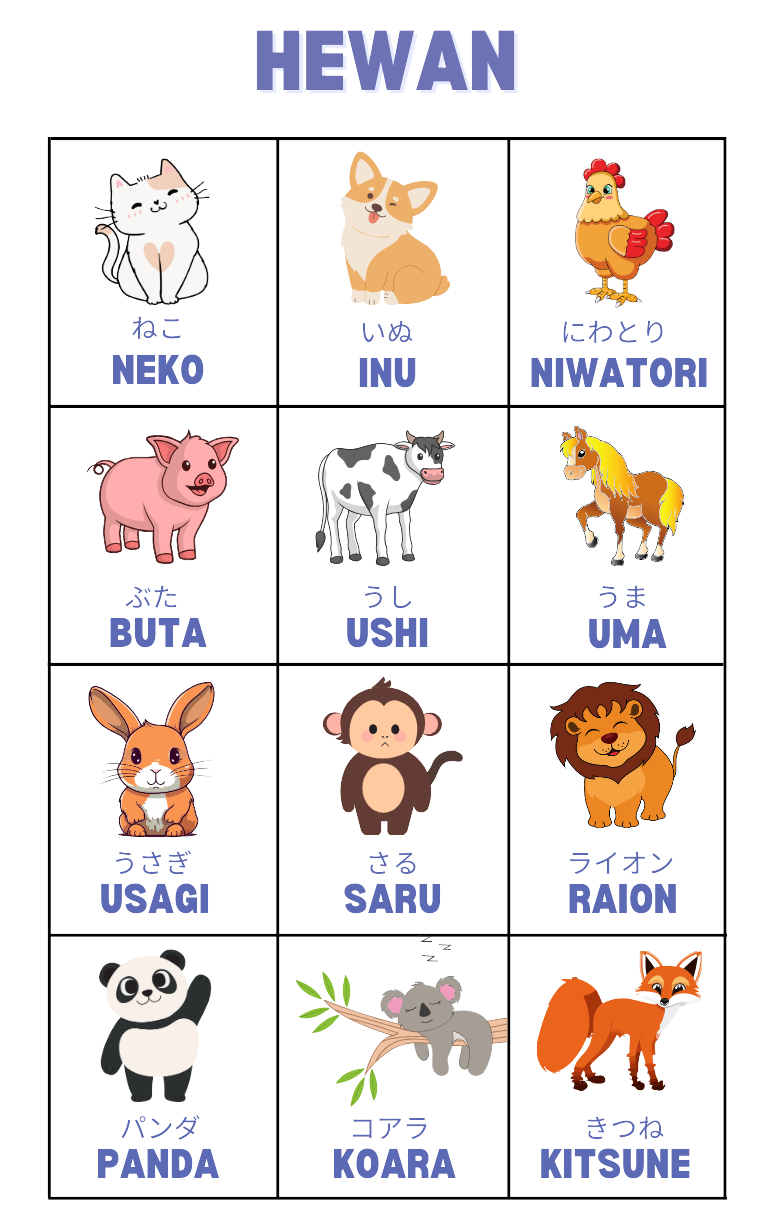 HEWAN
ねこ
NEKO
いぬ
INU
にわとり
NIWATORI
ぶた
BUTA
うし
USHI
うま
UMA
うさぎ
USAGI
さる
SARU
ライオン
RAION
z z
z
パンダ
PANDA
コアラ
KOARA
きつね
KITSUNE